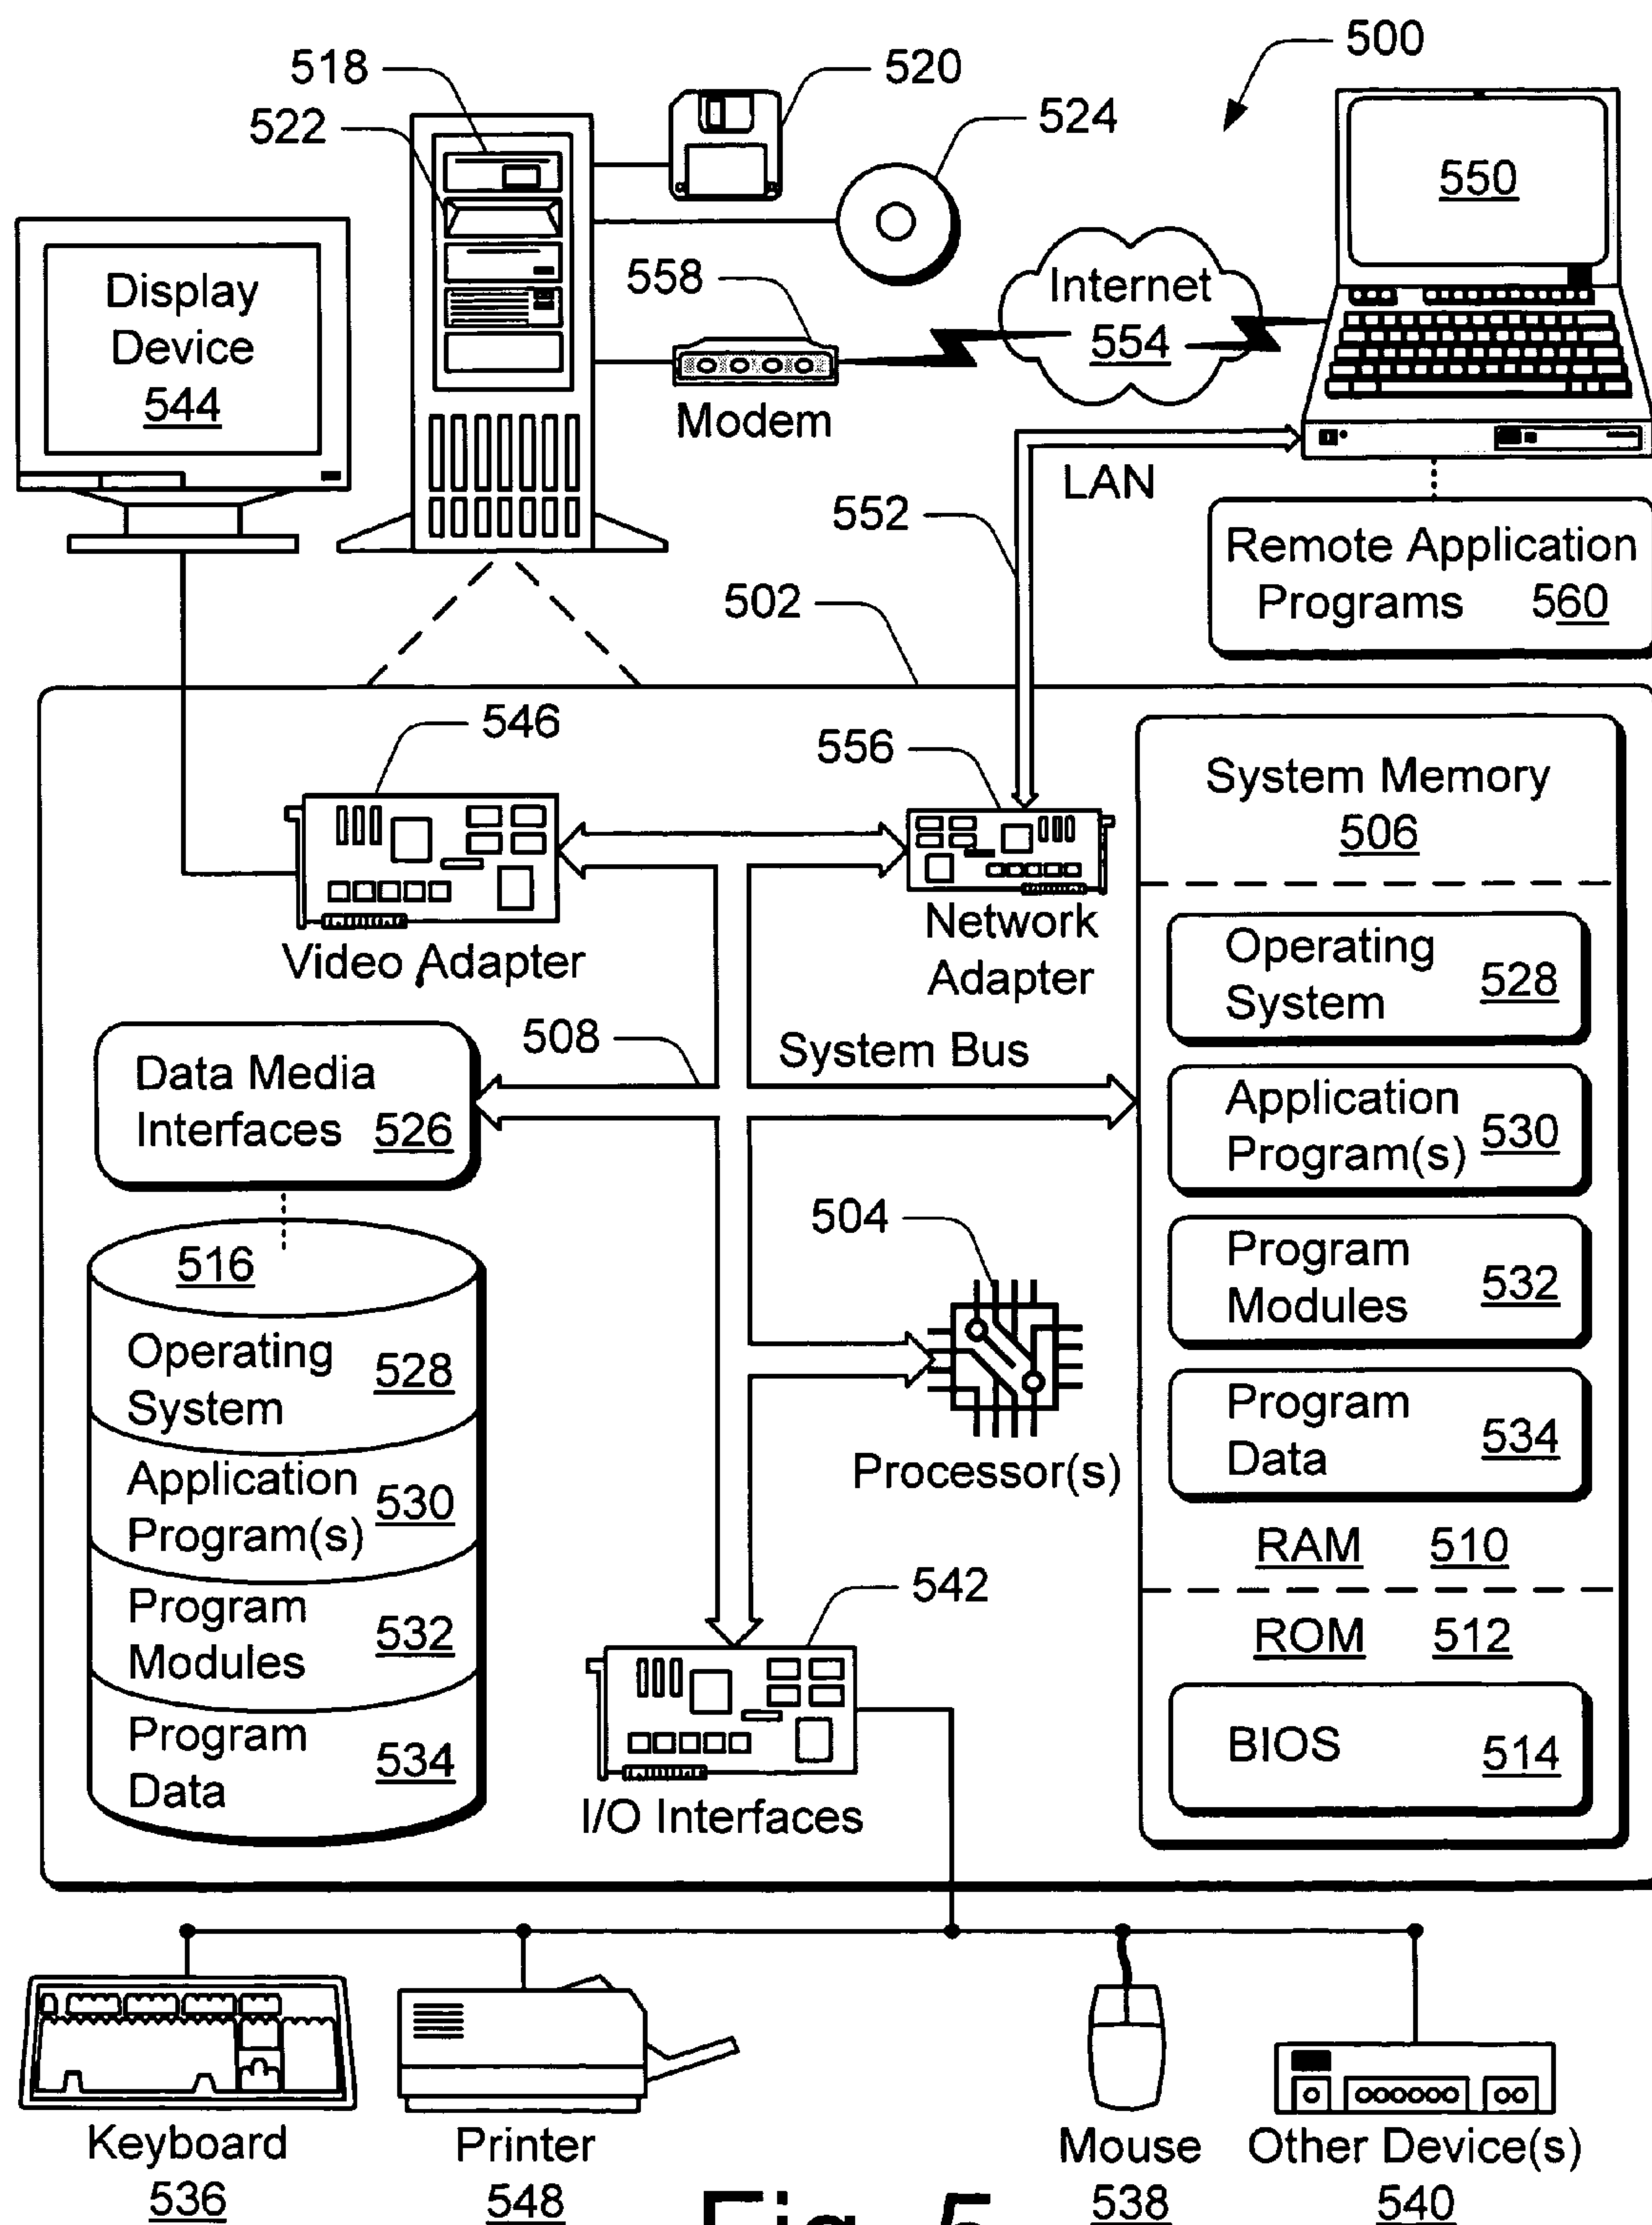 500
518
520
522
524
550
Display
Device
544
558
Internet
554
Modem
LAN
552
Remote Application
Programs 560
502
546
556
System Memory
506
Video Adapter
Network
Adapter
Operating
System 528
508
System Bus
Data Media
Interfaces 526
Application
Program(s) 530
504
Program
Modules 532
516
Operating
System 528
Program
Data 534
Processor(s)
Application
Program(s) 530
RAM 510
542
Program
Modules 532
ROM 512
Program
Data 534
BIOS 514
I/O Interfaces
Keyboard
536
Printer
548
Mouse
538
Other Device(s)
540
Fig. 5